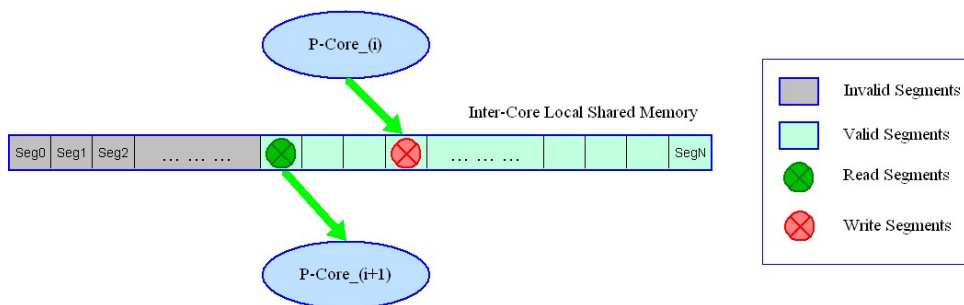 P-Core_(i)
Inter-Core Local Shared Memory
Seg0 Seg1 Seg2 ... ... ... ... ... ... SegN
P-Core_(i+1)
Invalid Segments
Valid Segments
Read Segments
Write Segments